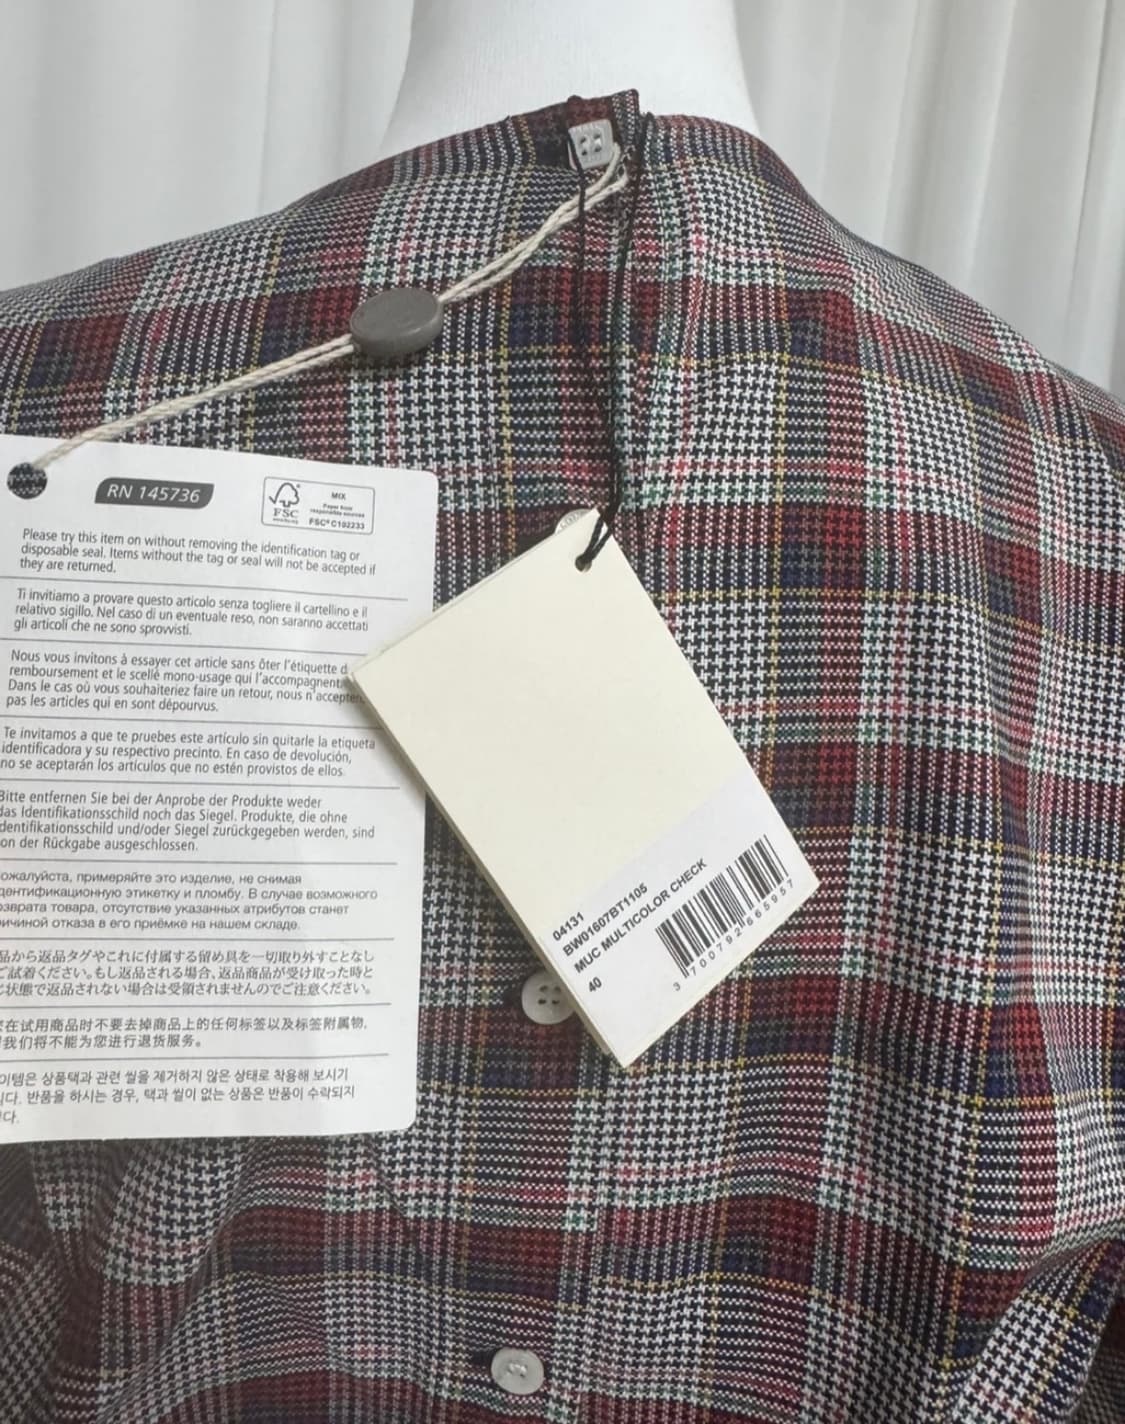 RN 145736
FSC
MIX
Paper from
responsible sources
FSC® C102233
Please try this item on without removing the identification tag or
disposable seal. Items without the tag or seal will not be accepted if
they are returned.
Ti invitiamo a provare questo articolo senza togliere il cartellino e il
relativo sigillo. Nel caso di un eventuale reso, non saranno accettati
gli articoli che ne sono sprovvisti.
Nous vous invitons à essayer cet article sans ôter l'étiquette d
remboursement et le scellé mono-usage qui l'accompagnent.
Dans le cas où vous souhaiteriez faire un retour, nous n'accepten
pas les articles qui en sont dépourvus.
Te invitamos a que te pruebes este artículo sin quitarle la etiqueta
identificadora y su respectivo precinto. En caso de devolución,
no se aceptarán los artículos que no estén provistos de ellos.
Bitte entfernen Sie bei der Anprobe der Produkte weder
das Identifikationsschild noch das Siegel. Produkte, die ohne
dentifikationsschild und/oder Siegel zurückgegeben werden, sind
on der Rückgabe ausgeschlossen.
ожалуйста, примеряйте это изделие, не снимая
дентификационную этикетку и пломбу. В случае возможного
озврата товара, отсутствие указанных атрибутов станет
ичиной отказа в его приёмке на нашем складе.
品から返品タグやこれに付属する留め具を一切取り外すことなし
ご試着ください。もし返品される場合、返品商品が受け取った時と
じ状態で返品されない場合は受領されませんのでご注意ください。
在试用商品时不要去掉商品上的任何标签以及标签附属物,
我们将不能为您进行退货服务。
이템은 상품택과 관련 씰을 제거하지 않은 상태로 착용해 보시기
니다. 반품을 하시는 경우, 택과 씰이 없는 상품은 반품이 수락되지
다.
04131
BW01607BT1105
MUC MULTICOLOR CHECK
40
3700792665957